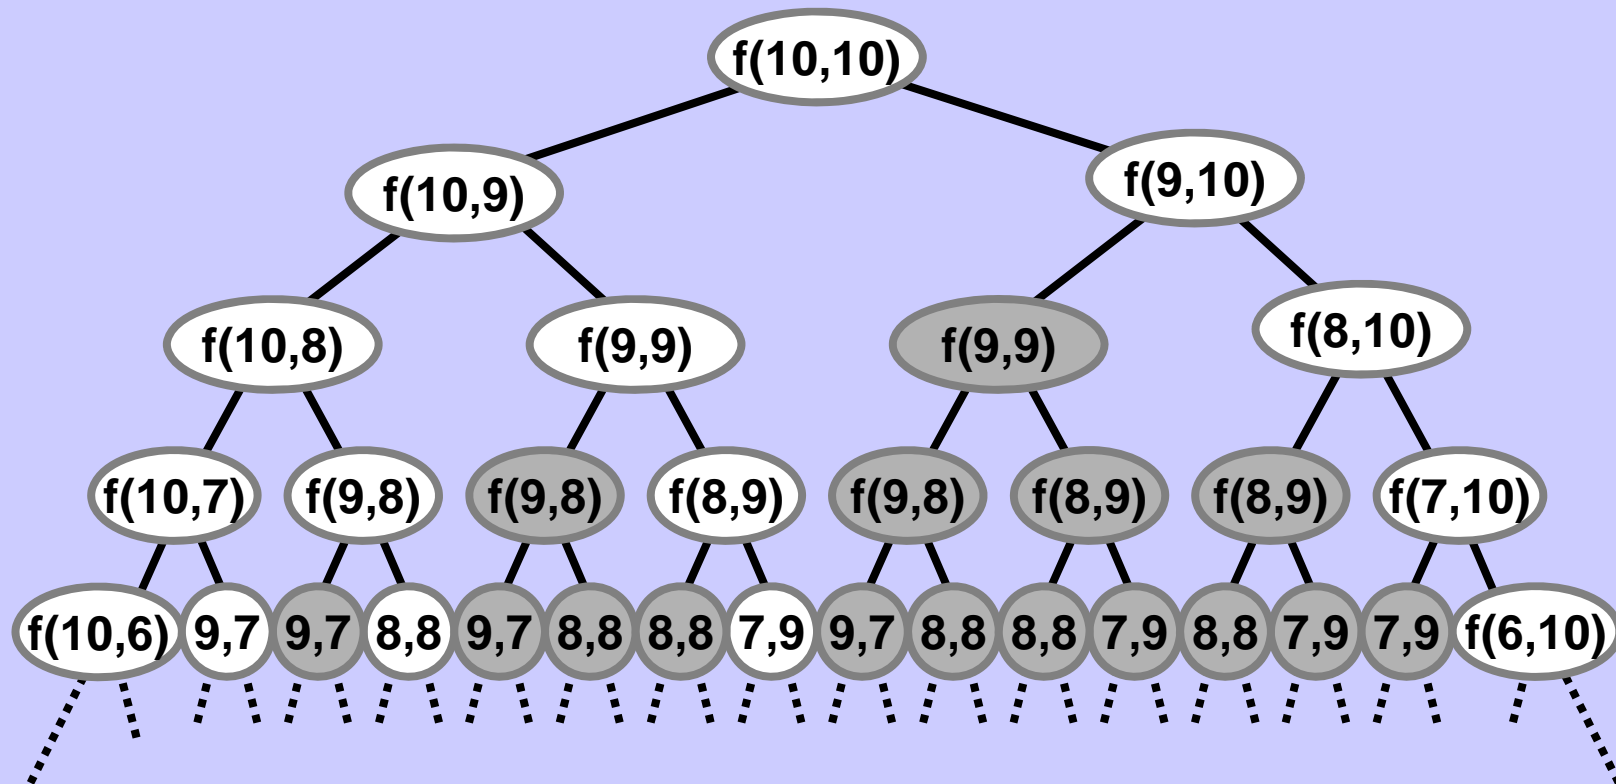 f(10,10)
f(10,9)
f(9,10)
f(10,8)
f(9,9)
f(9,9)
f(8,10)
f(10,7)
f(9,8)
f(9,8)
f(8,9)
f(9,8)
f(8,9)
f(8,9)
f(7,10)
f(10,6)
9,7
9,7
8,8
9,7
8,8
8,8
7,9
9,7
8,8
8,8
7,9
8,8
7,9
7,9
f(6,10)